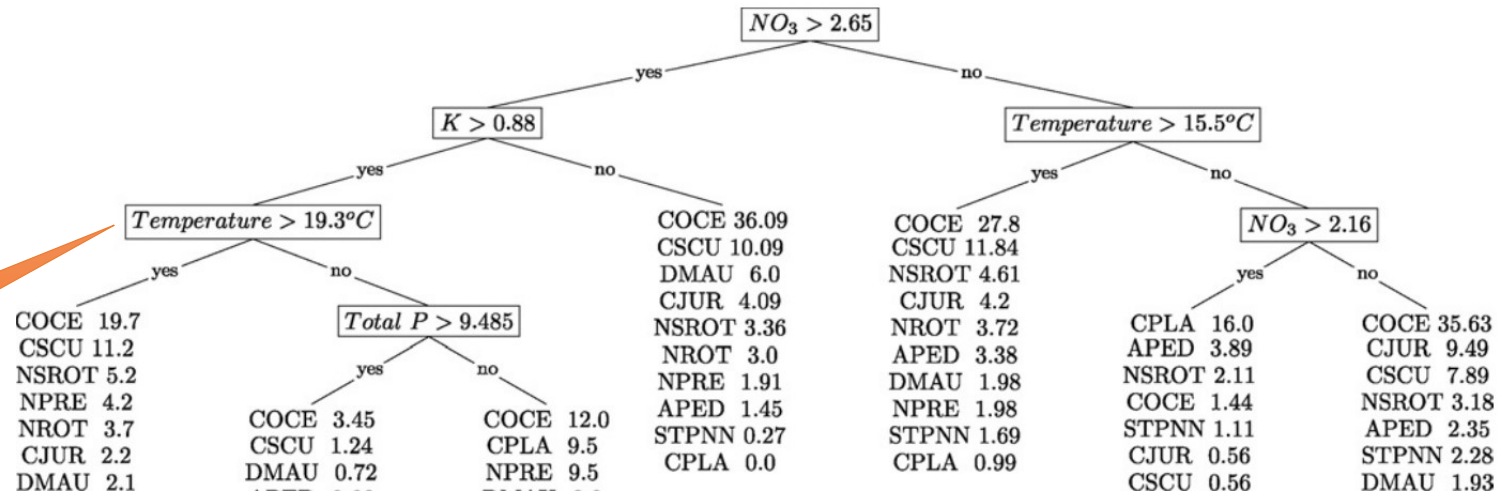 NO₃ > 2.65
yes
no
K > 0.88
Temperature > 15.5°C
yes
no
yes
no
Temperature > 19.3°C
COCE 36.09
CSCU 10.09
DMAU 6.0
CJUR 4.09
NSROT 3.36
NROT 3.0
NPRE 1.91
APED 1.45
STPNN 0.27
CPLA 0.0
COCE 27.8
CSCU 11.84
NSROT 4.61
CJUR 4.2
NROT 3.72
APED 3.38
DMAU 1.98
NPRE 1.98
STPNN 1.69
CPLA 0.99
NO₃ > 2.16
yes
no
yes
no
COCE 19.7
CSCU 11.2
NSROT 5.2
NPRE 4.2
NROT 3.7
CJUR 2.2
DMAU 2.1
Total P > 9.485
yes
no
COCE 3.45
CSCU 1.24
DMAU 0.72
COCE 12.0
CPLA 9.5
NPRE 9.5
CPLA 16.0
APED 3.89
NSROT 2.11
COCE 1.44
STPNN 1.11
CJUR 0.56
CSCU 0.56
COCE 35.63
CJUR 9.49
CSCU 7.89
NSROT 3.18
APED 2.35
STPNN 2.28
DMAU 1.93